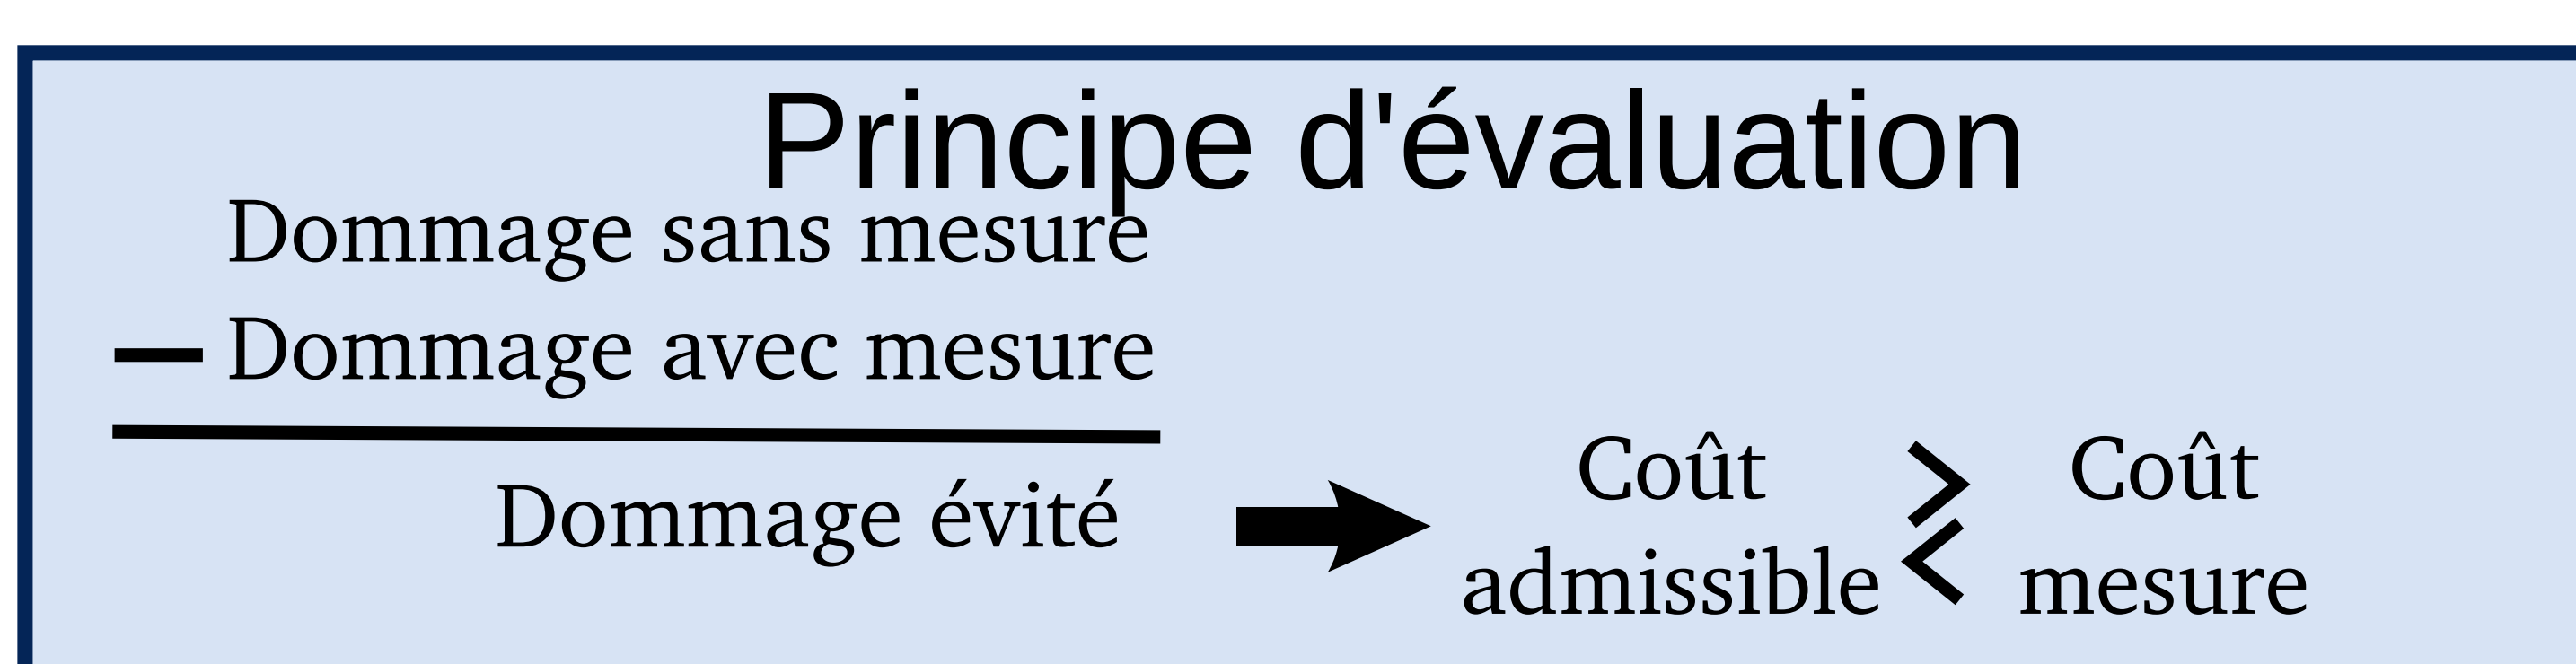 Principe d'évaluation
Dommage sans mesure
— Dommage avec mesure
Dommage évité
Coût > Coût
admissible < mesure